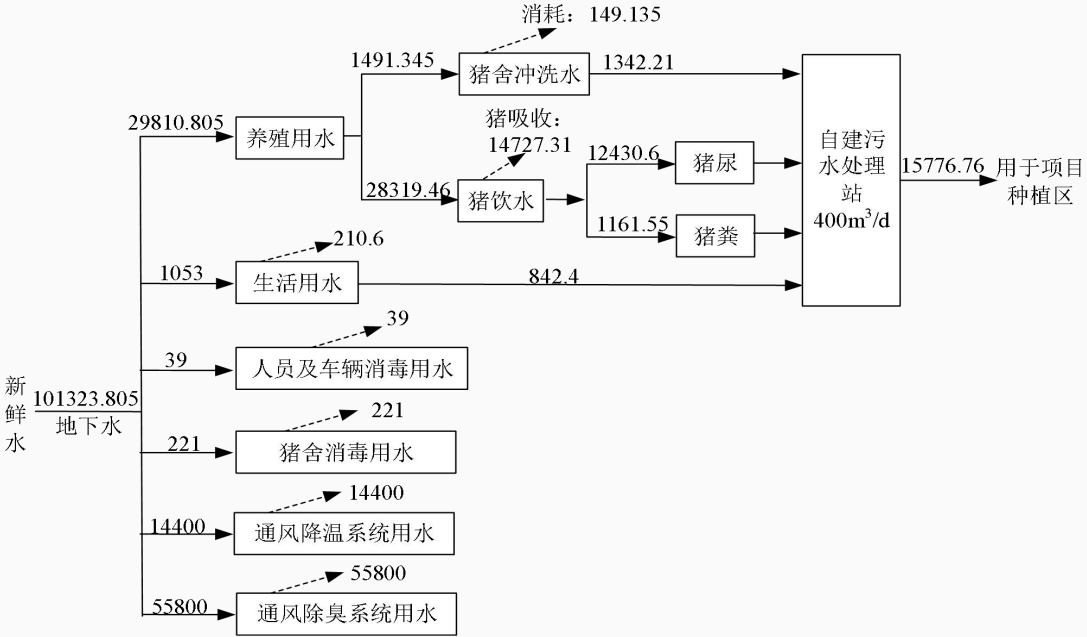 消耗：149.135
1491.345
猪舍冲洗水
1342.21
29810.805
养殖用水
猪吸收：
14727.31
28319.46
猪饮水
12430.6
猪尿
1161.55
猪粪
自建污
水处理
站
400m³/d
15776.76
用于项目
种植区
210.6
1053
生活用水
842.4
39
39
人员及车辆消毒用水
新
鲜
水
101323.805
地下水
221
221
猪舍消毒用水
14400
14400
通风降温系统用水
55800
55800
通风除臭系统用水